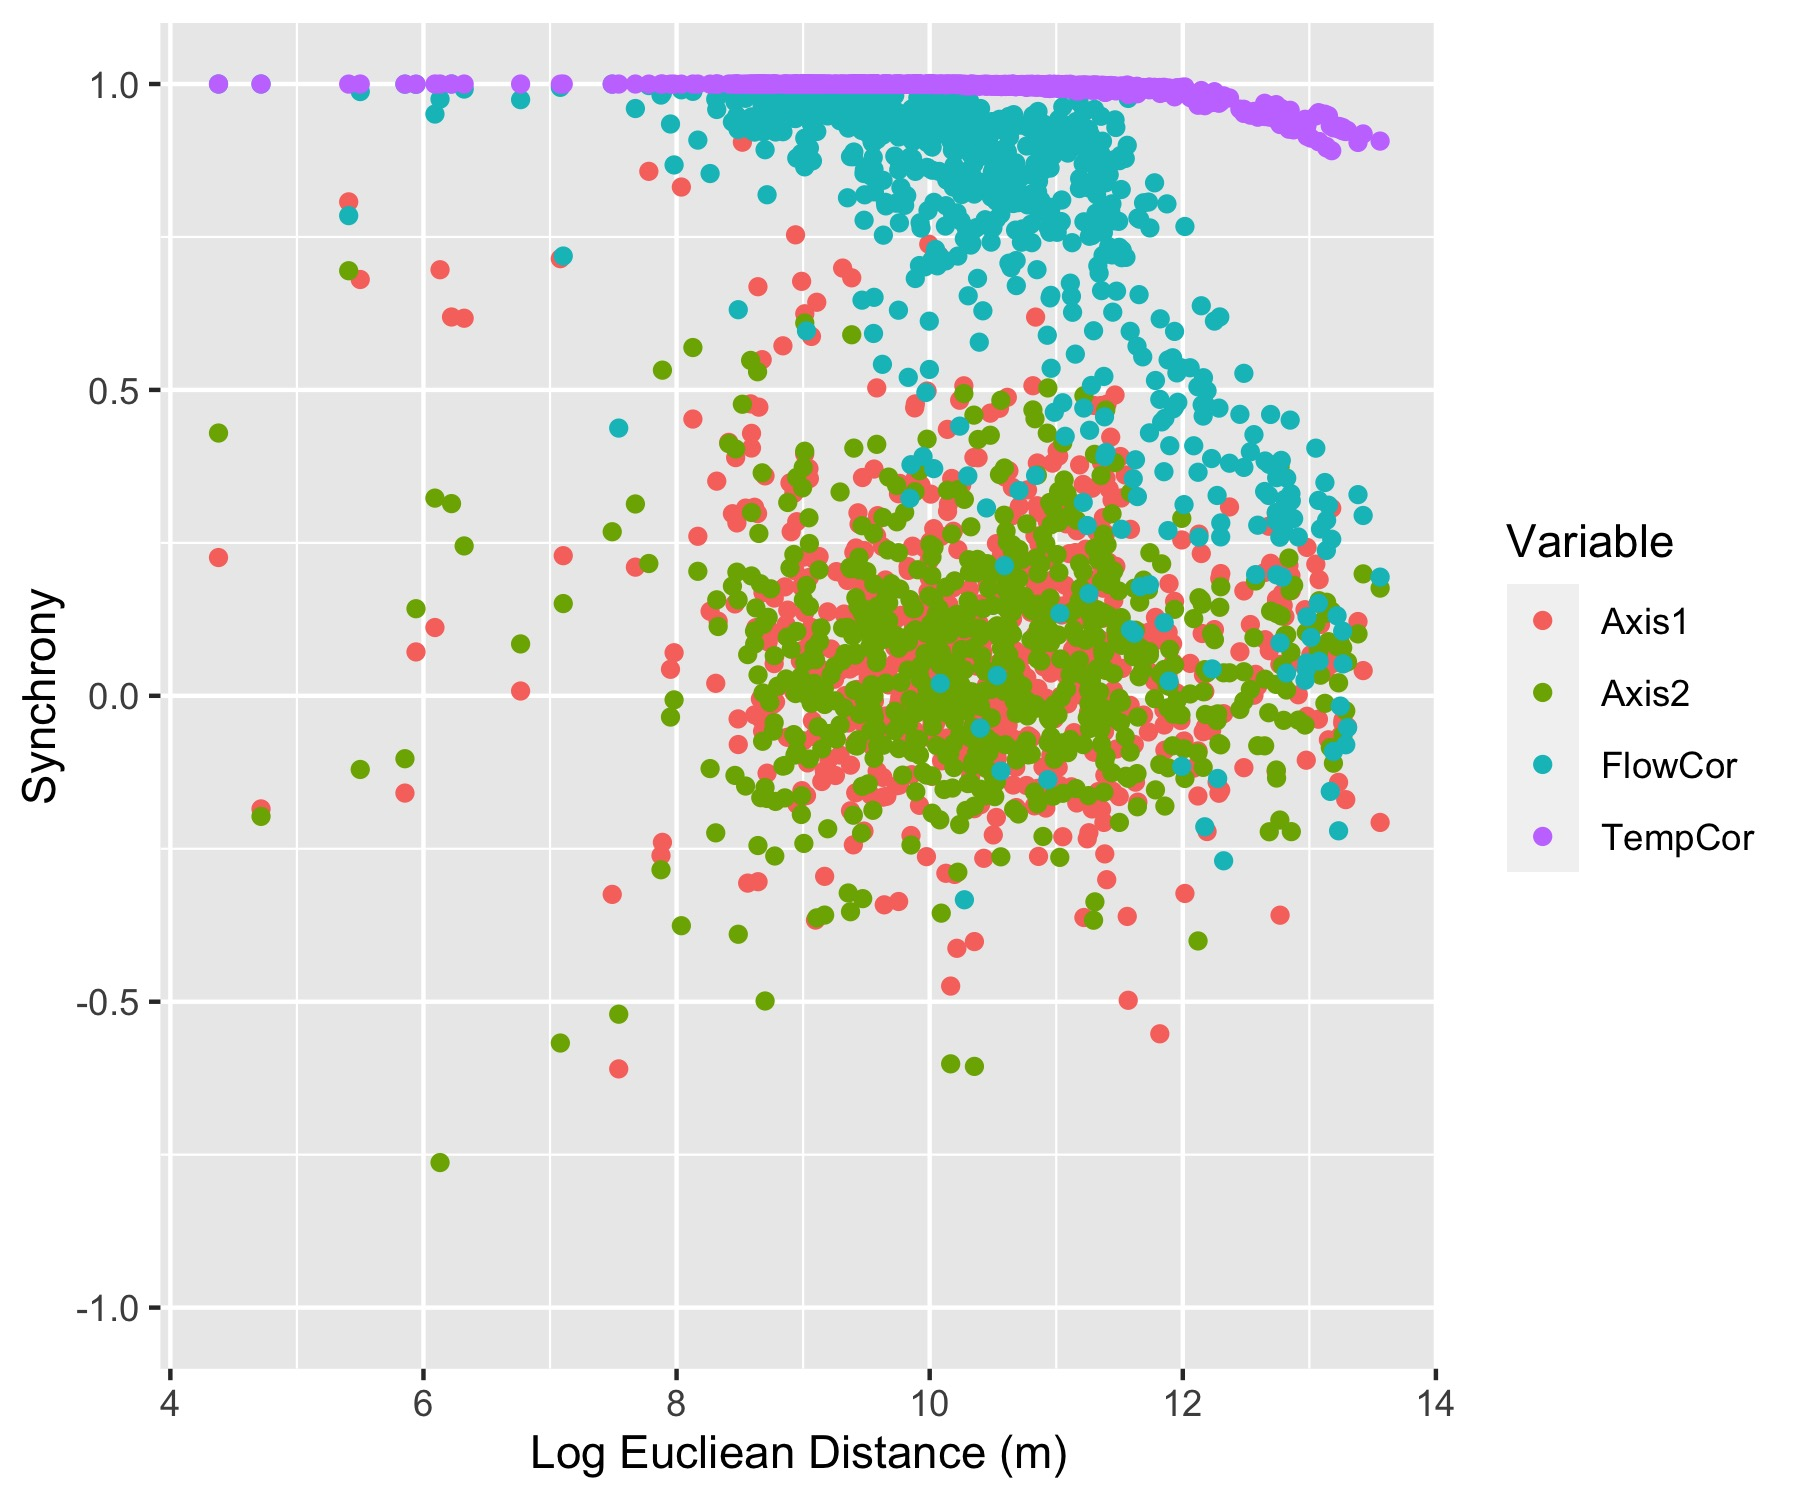 1.0
0.5
0.0
-0.5
-1.0
Synchrony
4 6 8 10 12 14
Log Eucliean Distance (m)
Variable
Axis1
Axis2
FlowCor
TempCor